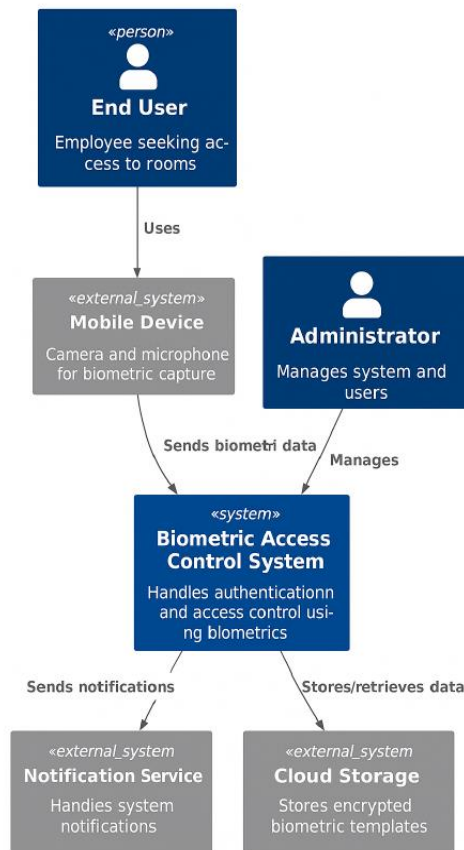 «person»
End User
Employee seeking ac-
cess to rooms
Uses
«external_system»
Mobile Device
Camera and microphone
for biometric capture
Administrator
Manages system and
users
Sends biometri data
Manages
«system»
Biometric Access
Control System
Handles authenticationn
and access control usi-
ng biometrics
Sends notifications
Stores/retrieves data
«external_system
Notification Service
Handies system
notifications
«external_system
Cloud Storage
Stores encrypted
biometric templates